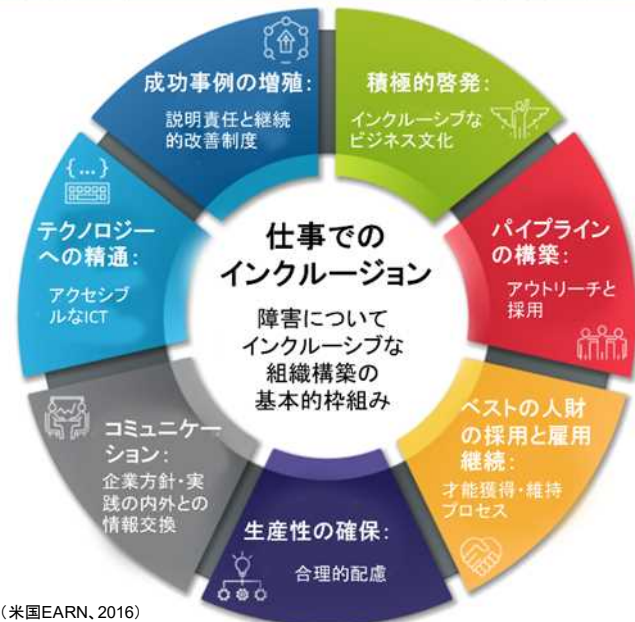 成功事例の増殖:
説明責任と継続
的改善制度
積極的啓発:
インクルーシブな
ビジネス文化
{...}
テクノロジー
への精通:
アクセシブ
ルなICT
仕事での
インクルージョン
障害について
インクルーシブな
組織構築の
基本的枠組み
パイプライン
の構築:
アウトリーチと
採用
コミュニケー
ション:
企業方針・実
践の内外との
情報交換
ベストの人財
の採用と雇用
継続:
才能獲得・維持
プロセス
生産性の確保:
合理的配慮
(米国EARN、2016)